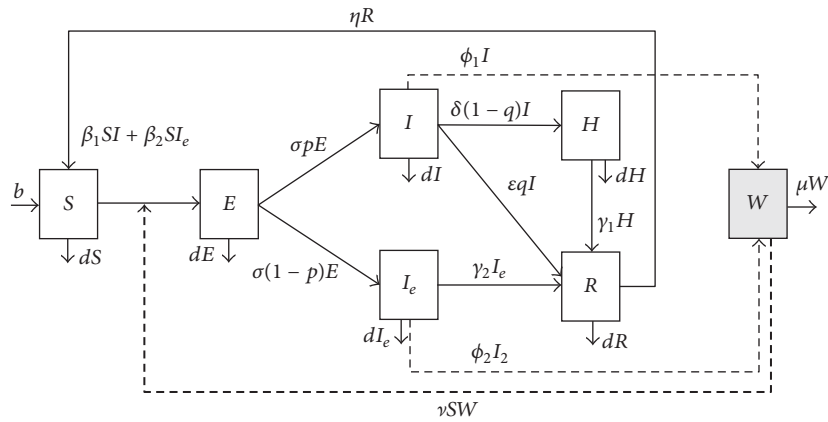 ηR
ϕ₁I
β₁SI + β₂SIₑ
I
δ(1 − q)I
H
σpE
dI
dH
εqI
b
S
E
W
μW
γ₁H
dS
dE
σ(1 − p)E
Iₑ
γ₂Iₑ
R
dIₑ
dR
ϕ₂I₂
νSW